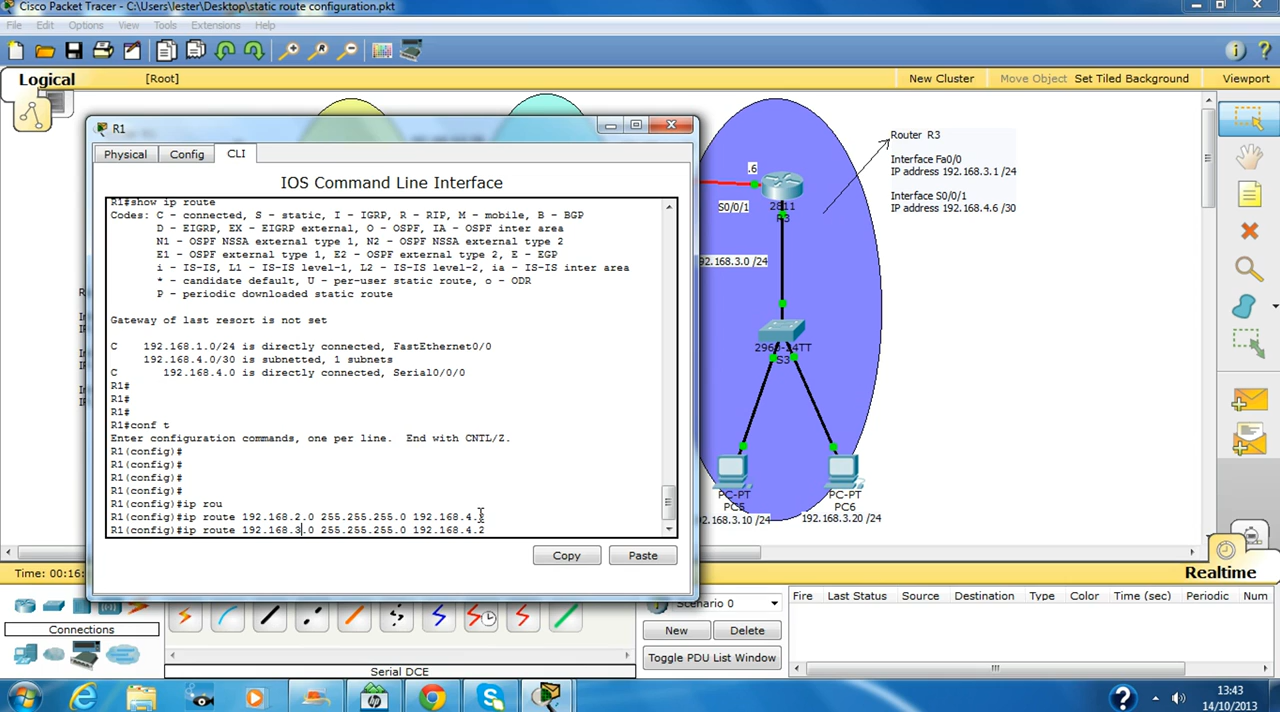 Cisco Packet Tracer - C:\Users\lester\Desktop\static route configuration.pkt
File Edit Options View Tools Extensions Help
Logical [Root] New Cluster Move Object Set Tiled Background Viewport
R1
Physical Config CLI
IOS Command Line Interface
R1#show ip route
Codes: C - connected, S - static, I - IGRP, R - RIP, M - mobile, B - BGP
D - EIGRP, EX - EIGRP external, O - OSPF, IA - OSPF inter area
N1 - OSPF NSSA external type 1, N2 - OSPF NSSA external type 2
E1 - OSPF external type 1, E2 - OSPF external type 2, E - EGP
i - IS-IS, L1 - IS-IS level-1, L2 - IS-IS level-2, ia - IS-IS inter area
* - candidate default, U - per-user static route, o - ODR
P - periodic downloaded static route
Gateway of last resort is not set
C 192.168.1.0/24 is directly connected, FastEthernet0/0
192.168.4.0/30 is subnetted, 1 subnets
C 192.168.4.0 is directly connected, Serial0/0/0
R1#
R1#
R1#
R1#conf t
Enter configuration commands, one per line. End with CNTL/Z.
R1(config)#
R1(config)#
R1(config)#
R1(config)#
R1(config)#ip rou
R1(config)#ip route 192.168.2.0 255.255.255.0 192.168.4.
R1(config)#ip route 192.168.3.0 255.255.255.0 192.168.4.2
Copy Paste
.6
S0/0/1
2811
R3
92.168.3.0 /24
2960-24TT
S3
PC-PT
PC5
92.168.3.10 /24
PC-PT
PC6
192.168.3.20 /24
Router R3
Interface Fa0/0
IP address 192.168.3.1 /24
Interface S0/0/1
IP address 192.168.4.6 /30
Time: 00:16:
Realtime
Connections
Serial DCE
Scenario 0
New Delete
Toggle PDU List Window
Fire Last Status Source Destination Type Color Time (sec) Periodic Num
13:43
14/10/2013